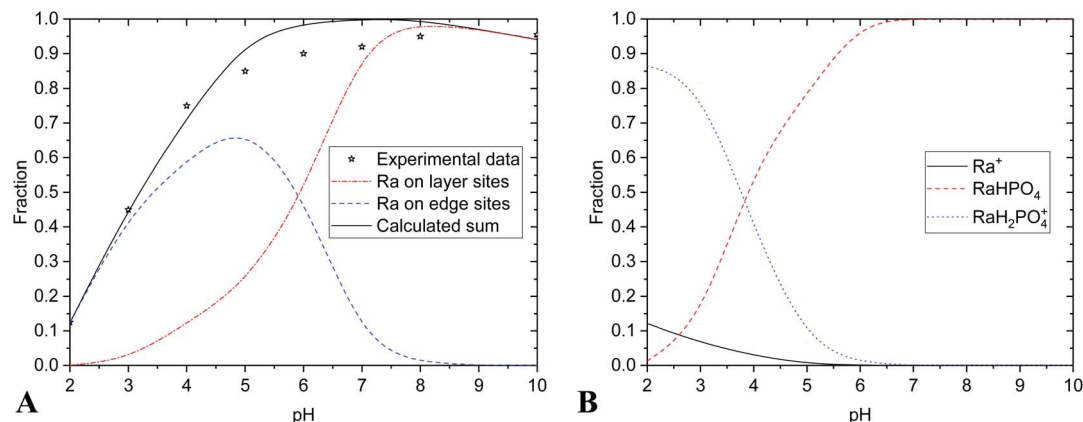 1.0
0.9
0.8
0.7
0.6
0.5
0.4
0.3
0.2
0.1
0.0
Fraction
Experimental data
Ra on layer sites
Ra on edge sites
Calculated sum
2 3 4 5 6 7 8 9 10
pH
A
1.0
0.9
0.8
0.7
0.6
0.5
0.4
0.3
0.2
0.1
0.0
Fraction
Ra⁺
RaHPO₄
RaH₂PO₄⁺
2 3 4 5 6 7 8 9 10
pH
B